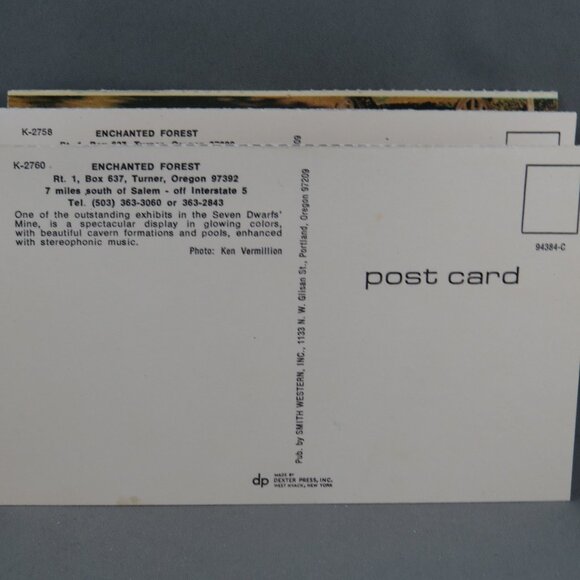 K-2758 ENCHANTED FOREST
K-2760 ENCHANTED FOREST
Rt. 1, Box 637, Turner, Oregon 97392
7 miles south of Salem - off Interstate 5
Tel. (503) 363-3060 or 363-2843
One of the outstanding exhibits in the Seven Dwarfs'
Mine, is a spectacular display in glowing colors,
with beautiful cavern formations and pools, enhanced
with stereophonic music.
Photo: Ken Vermillion
Pub. by SMITH WESTERN, INC., 1133 N. W. Glisan St., Portland, Oregon 97209
94384-C
post card
dp MADE BY
DEXTER PRESS, INC.
WEST NYACK, NEW YORK